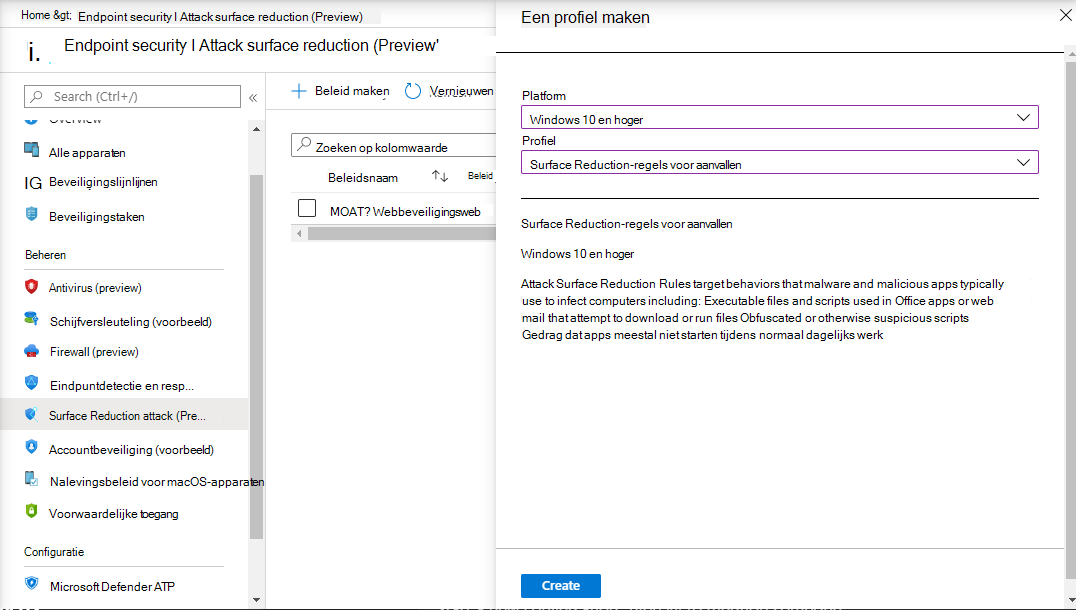 Home &gt; Endpoint security I Attack surface reduction (Preview)
i. Endpoint security I Attack surface reduction (Preview'
Search (Ctrl+/)
«
Overview
Alle apparaten
IG Beveiligingslijnlijnen
Beveiligingstaken
Beheren
Antivirus (preview)
Schijfversleuteling (voorbeeld)
Firewall (preview)
Eindpuntdetectie en resp...
Surface Reduction attack (Pre...
Accountbeveiliging (voorbeeld)
Nalevingsbeleid voor macOS-apparaten
Voorwaardelijke toegang
Configuratie
Microsoft Defender ATP
Beleid maken Vernieuwen
Zoeken op kolomwaarde
Beleidsnaam Beleid
MOAT? Webbeveiligingsweb
Een profiel maken
Platform
Windows 10 en hoger
Profiel
Surface Reduction-regels voor aanvallen
Surface Reduction-regels voor aanvallen
Windows 10 en hoger
Attack Surface Reduction Rules target behaviors that malware and malicious apps typically
use to infect computers including: Executable files and scripts used in Office apps or web
mail that attempt to download or run files Obfuscated or otherwise suspicious scripts
Gedrag dat apps meestal niet starten tijdens normaal dagelijks werk
Create